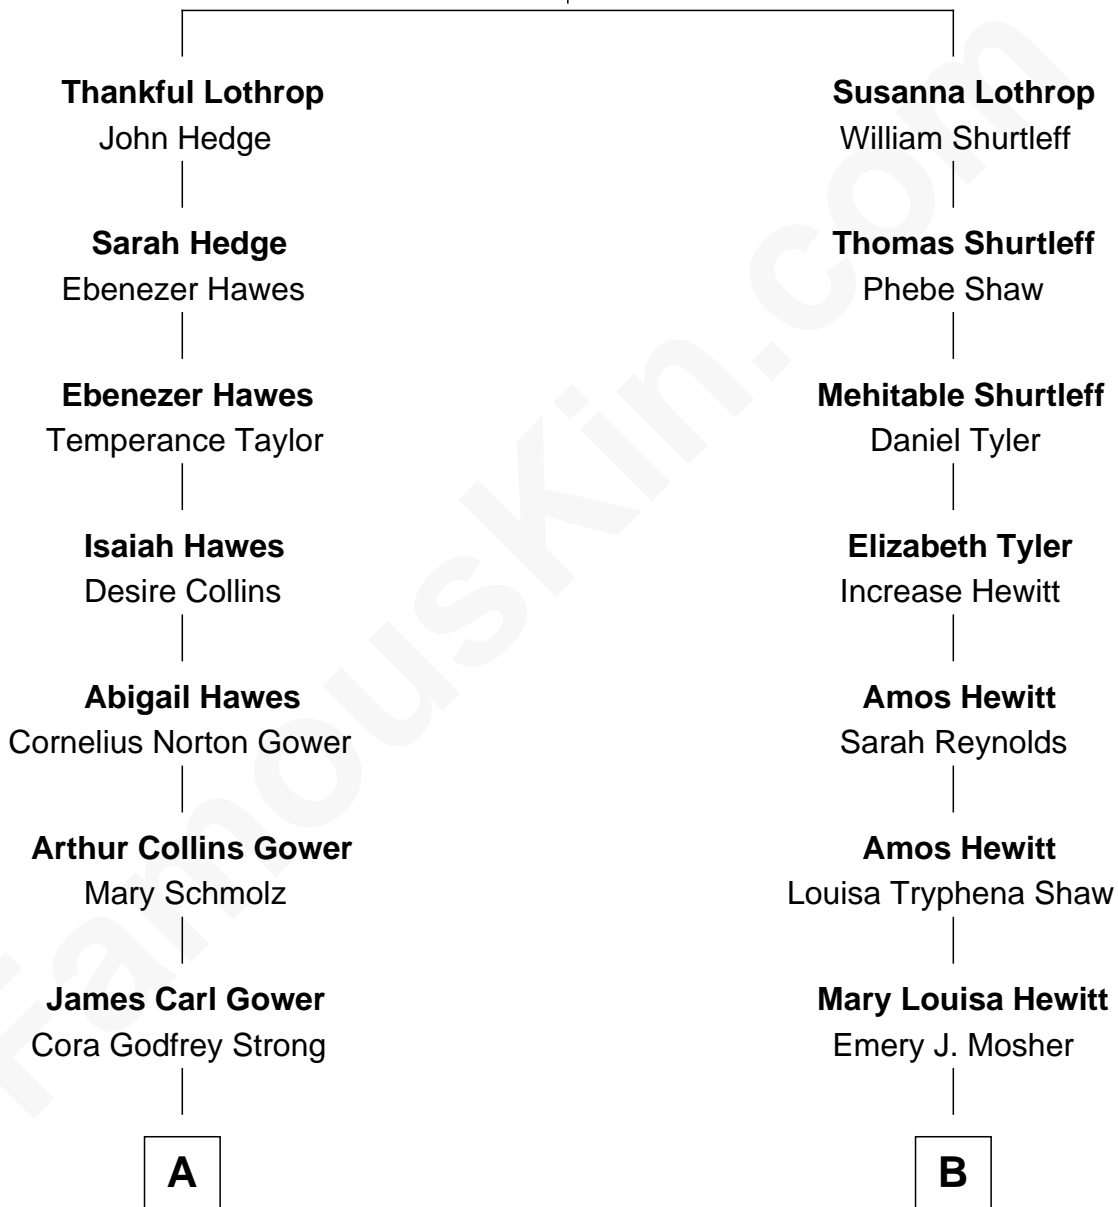 Thankful Lothrop
John Hedge
Sarah Hedge
Ebenezer Hawes
Ebenezer Hawes
Temperance Taylor
Isaiah Hawes
Desire Collins
Abigail Hawes
Cornelius Norton Gower
Arthur Collins Gower
Mary Schmolz
James Carl Gower
Cora Godfrey Strong
A
Susanna Lothrop
William Shurtleff
Thomas Shurtleff
Phebe Shaw
Mehitable Shurtleff
Daniel Tyler
Elizabeth Tyler
Increase Hewitt
Amos Hewitt
Sarah Reynolds
Amos Hewitt
Louisa Tryphena Shaw
Mary Louisa Hewitt
Emery J. Mosher
B
FamousKin.com